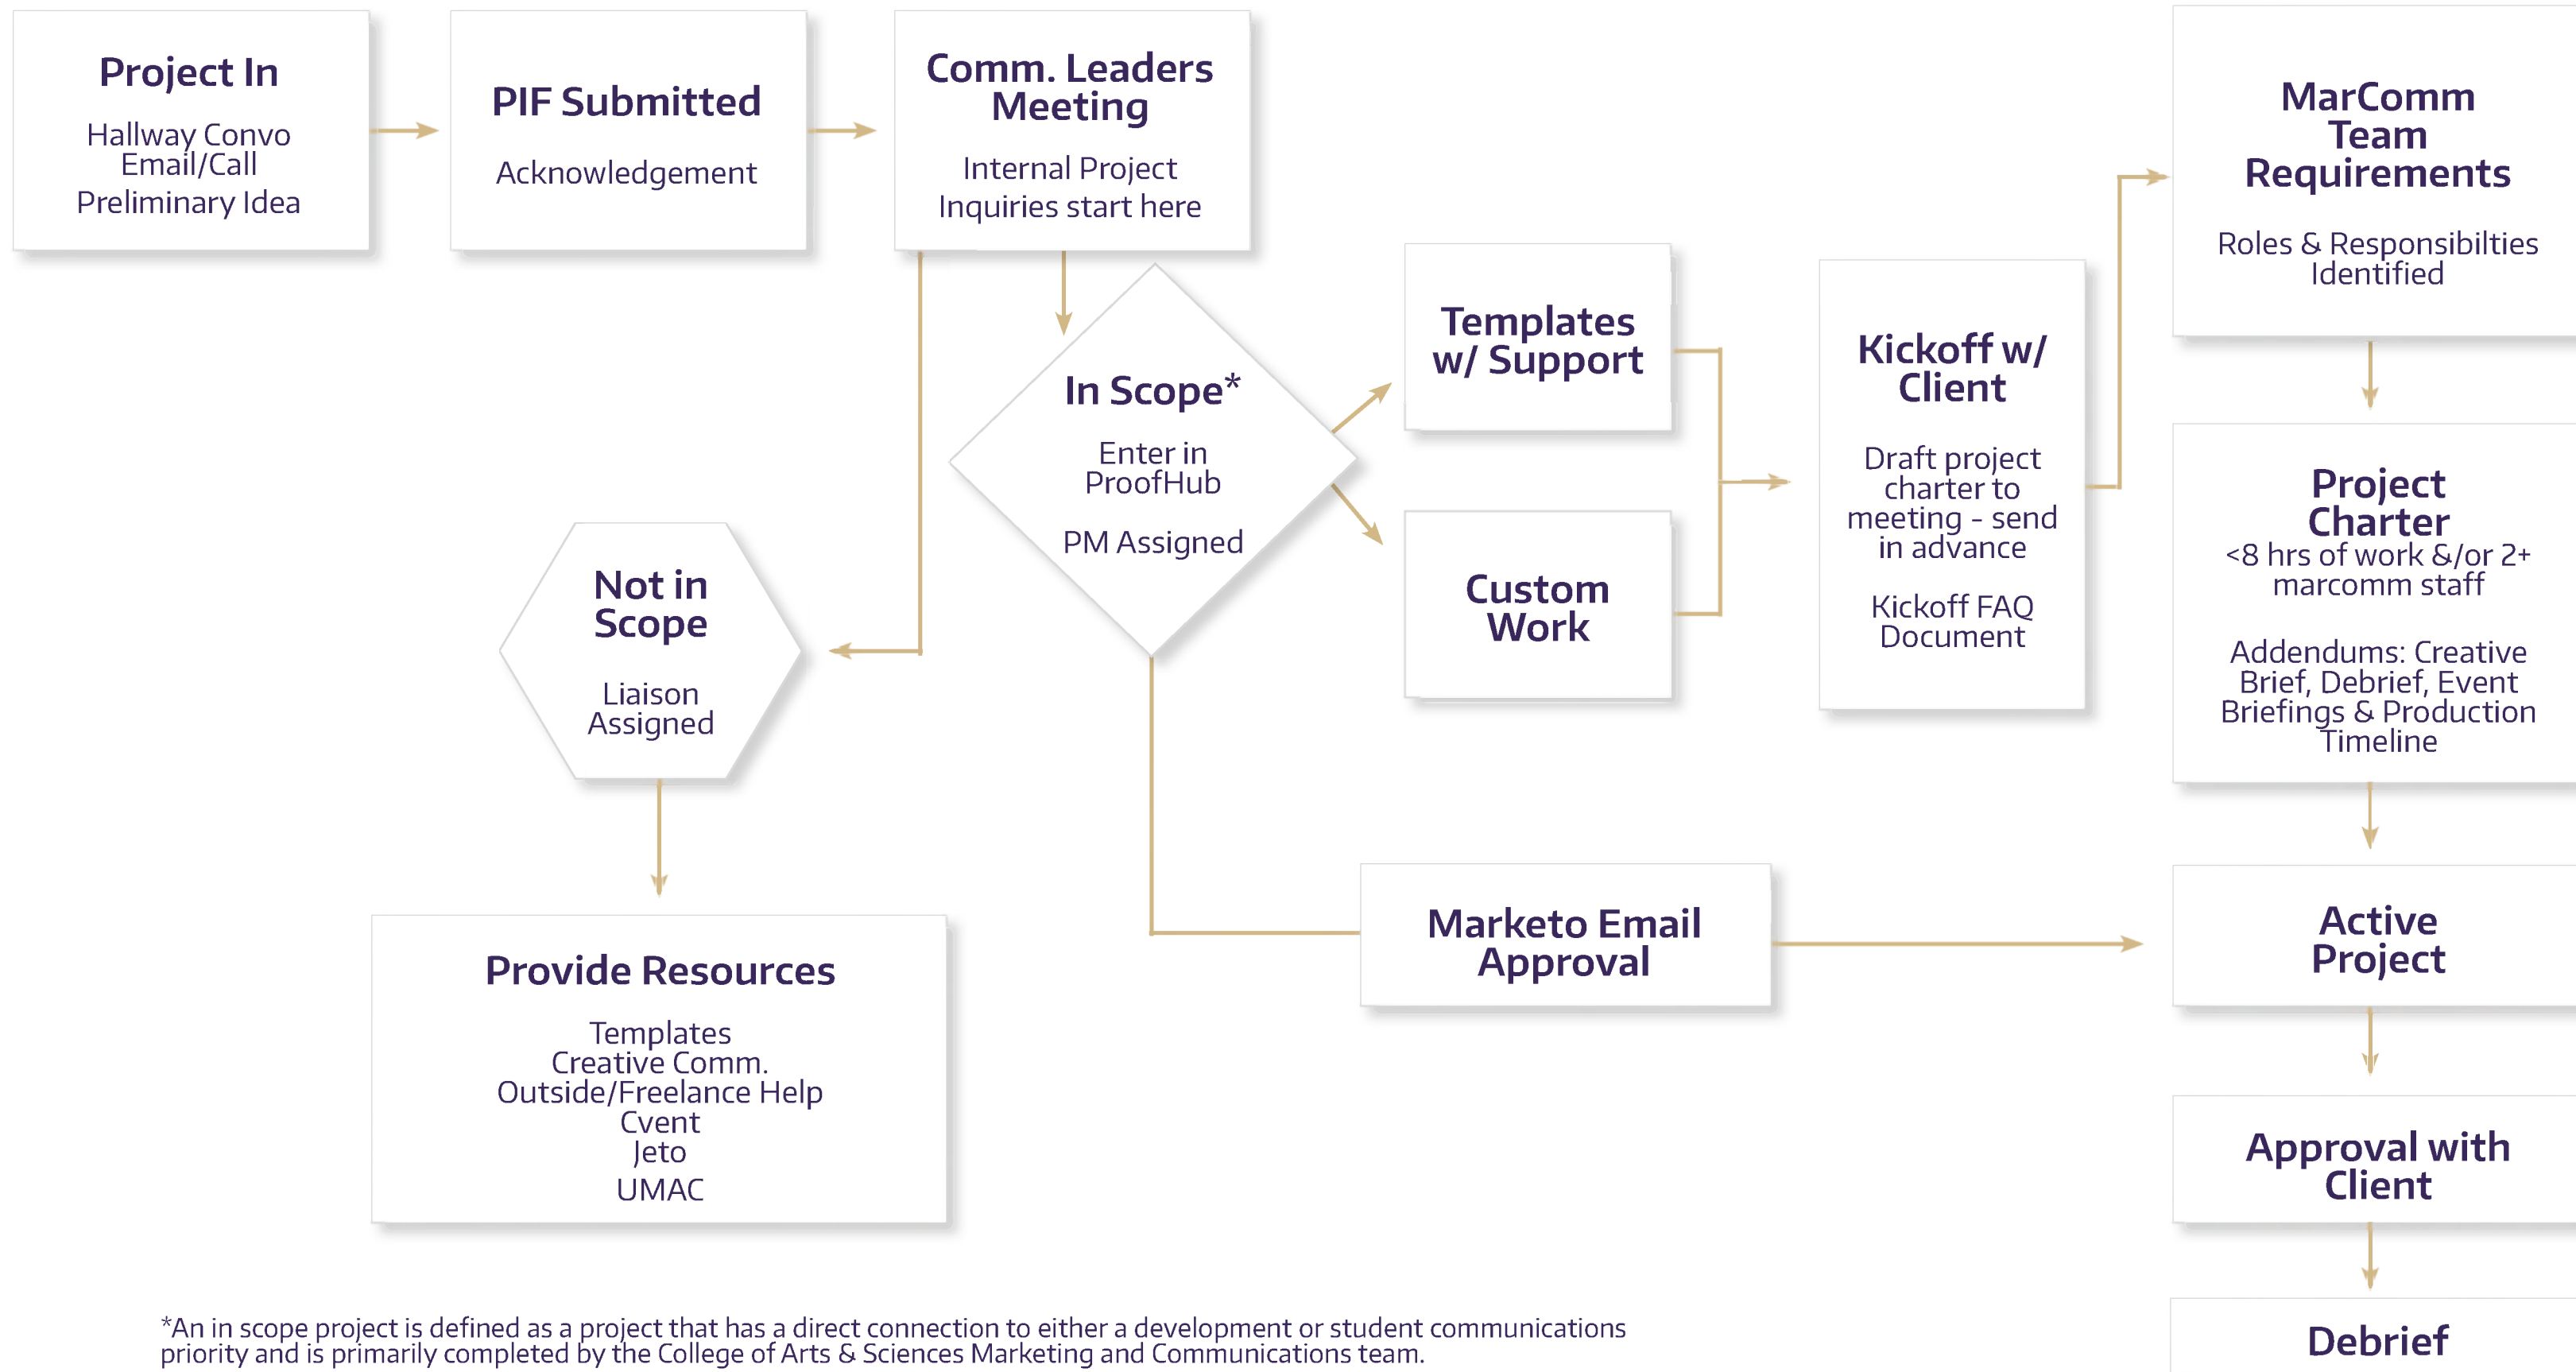 Project In
Hallway Convo
Email/Call
Preliminary Idea
PIF Submitted
Acknowledgement
Comm. Leaders
Meeting
Internal Project
Inquiries start here
In Scope*
Enter in
ProofHub
PM Assigned
Not in
Scope
Liaison
Assigned
Provide Resources
Templates
Creative Comm.
Outside/Freelance Help
Cvent
Jeto
UMAC
Templates
w/ Support
Custom
Work
Kickoff w/
Client
Draft project
charter to
meeting - send
in advance
Kickoff FAQ
Document
MarComm
Team
Requirements
Roles & Responsibilties
Identified
Project
Charter
<8 hrs of work &/or 2+
marcomm staff
Addendums: Creative
Brief, Debrief, Event
Briefings & Production
Timeline
Marketo Email
Approval
Active
Project
Approval with
Client
Debrief
*An in scope project is defined as a project that has a direct connection to either a development or student communications
priority and is primarily completed by the College of Arts & Sciences Marketing and Communications team.